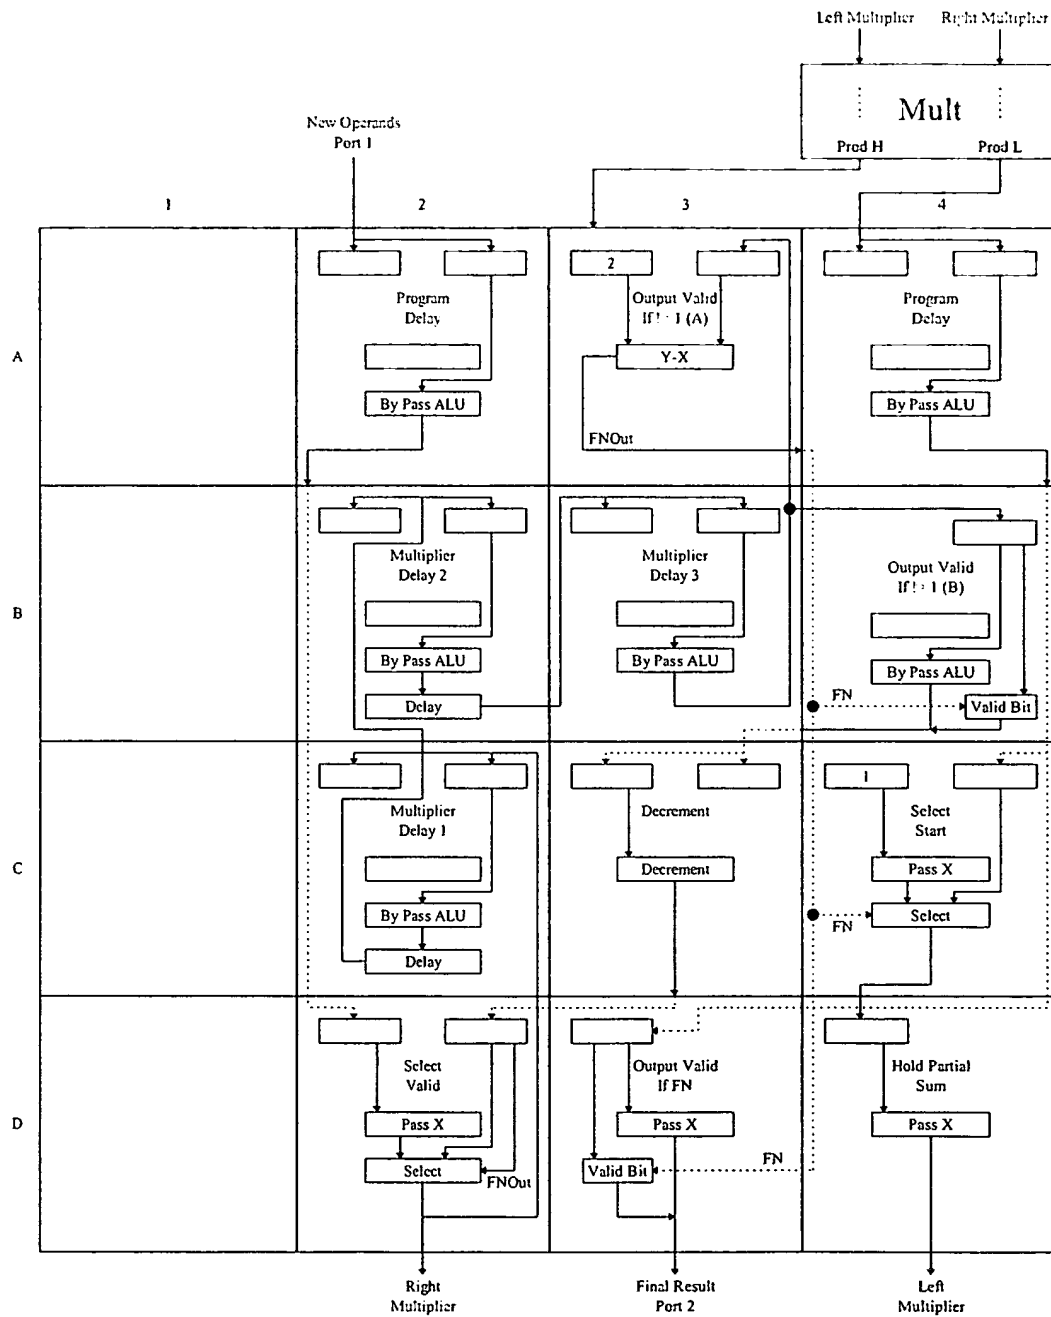 Left Multiplier Right Multiplier
Mult
Prod H Prod L
New Operands
Port 1
1 2 3 4
A
Program
Delay
By Pass ALU
2
Output Valid
If ! = 1 (A)
Y-X
FNOut
Program
Delay
By Pass ALU
B
Multiplier
Delay 2
By Pass ALU
Delay
Multiplier
Delay 3
By Pass ALU
Output Valid
If ! = 1 (B)
By Pass ALU
FN
Valid Bit
C
Multiplier
Delay 1
By Pass ALU
Delay
Decrement
Decrement
1
Select
Start
Pass X
Select
FN
D
Select
Valid
Pass X
Select
FNOut
Output Valid
If FN
Pass X
Valid Bit
FN
Hold Partial
Sum
Pass X
Right
Multiplier
Final Result
Port 2
Left
Multiplier